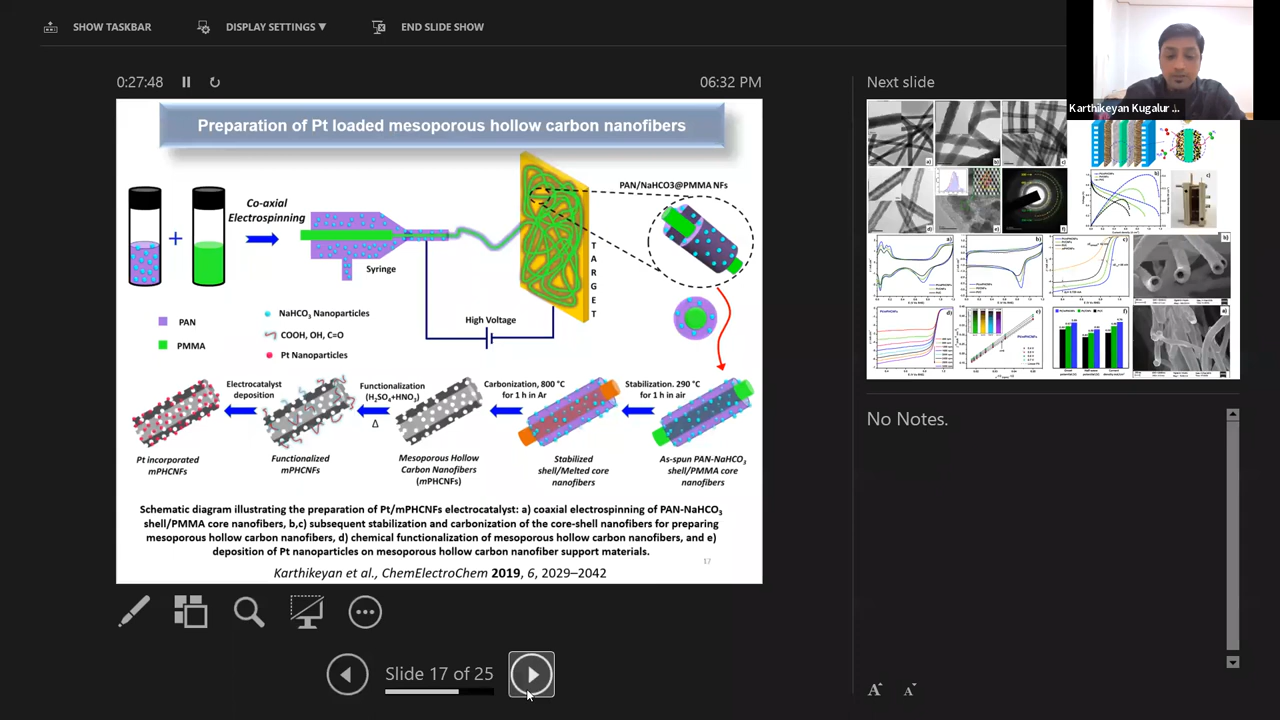 SHOW TASKBAR
DISPLAY SETTINGS ▼
END SLIDE SHOW
0:27:48
06:32 PM
Next slide
Karthikeyan Kugalur ...
Preparation of Pt loaded mesoporous hollow carbon nanofibers
PAN/NaHCO3@PMMA NFs
Co-axial
Electrospinning
Syringe
TARGET
High Voltage
PAN
PMMA
NaHCO₃ Nanoparticles
COOH, OH, C=O
Pt Nanoparticles
Electrocatalyst
deposition
Functionalization
(H₂SO₄+HNO₃)
Δ
Carbonization, 800 °C
for 1 h in Ar
Stabilization. 290 °C
for 1 h in air
Pt incorporated
mPHCNFs
Functionalized
mPHCNFs
Mesoporous Hollow
Carbon Nanofibers
(mPHCNFs)
Stabilized
shell/Melted core
nanofibers
As-spun PAN-NaHCO₃
shell/PMMA core
nanofibers
Schematic diagram illustrating the preparation of Pt/mPHCNFs electrocatalyst: a) coaxial electrospinning of PAN-NaHCO₃
shell/PMMA core nanofibers, b,c) subsequent stabilization and carbonization of the core-shell nanofibers for preparing
mesoporous hollow carbon nanofibers, d) chemical functionalization of mesoporous hollow carbon nanofibers, and e)
deposition of Pt nanoparticles on mesoporous hollow carbon nanofiber support materials.
17
Karthikeyan et al., ChemElectroChem 2019, 6, 2029–2042
No Notes.
Slide 17 of 25
A A